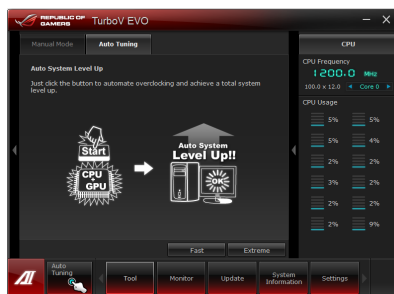 REPUBLIC OF
GAMERS
TurboV EVO
Manual Mode
Auto Tuning
Auto System Level Up
Just click the button to automate overclocking and achieve a total system
level up.
Start
CPU
+
GPU
Auto System
Level Up!!
OK
Fast
Extreme
CPU
CPU Frequency
1200.0 MHz
100.0 x 12.0
Core 0
CPU Usage
5%
5%
5%
4%
2%
2%
3%
2%
2%
2%
2%
9%
Auto
Tuning
Tool
Monitor
Update
System
Information
Settings